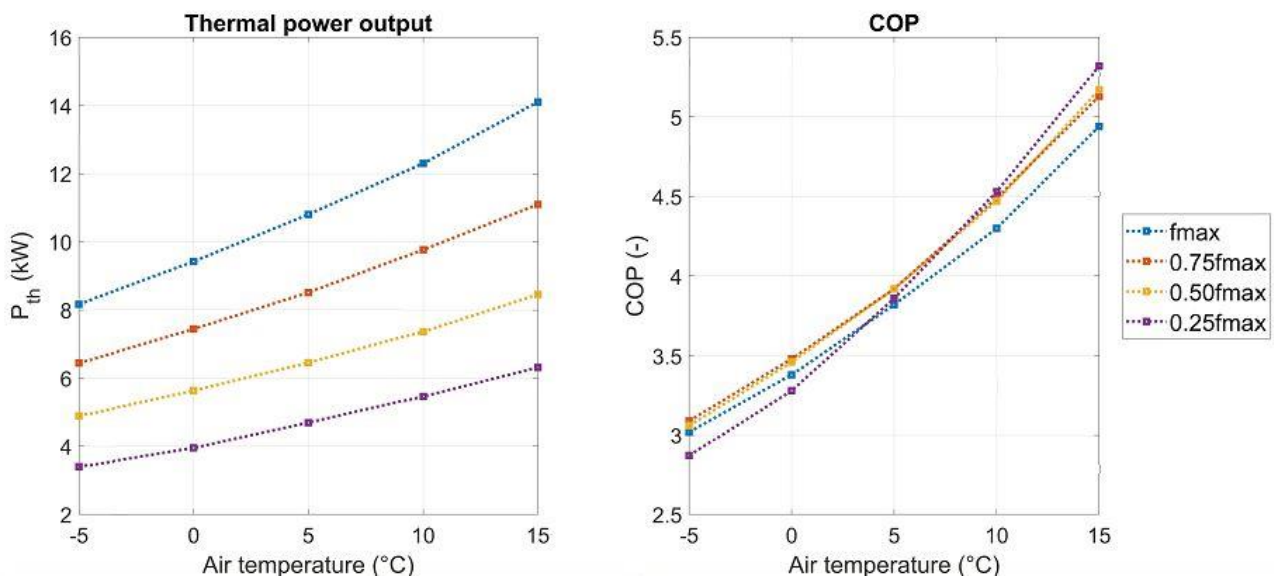 Thermal power output
16
14
12
10
8
6
4
2
P_th (kW)
-5 0 5 10 15
Air temperature (°C)
COP
5.5
5
4.5
4
3.5
3
2.5
COP (-)
-5 0 5 10 15
Air temperature (°C)
fmax
0.75fmax
0.50fmax
0.25fmax